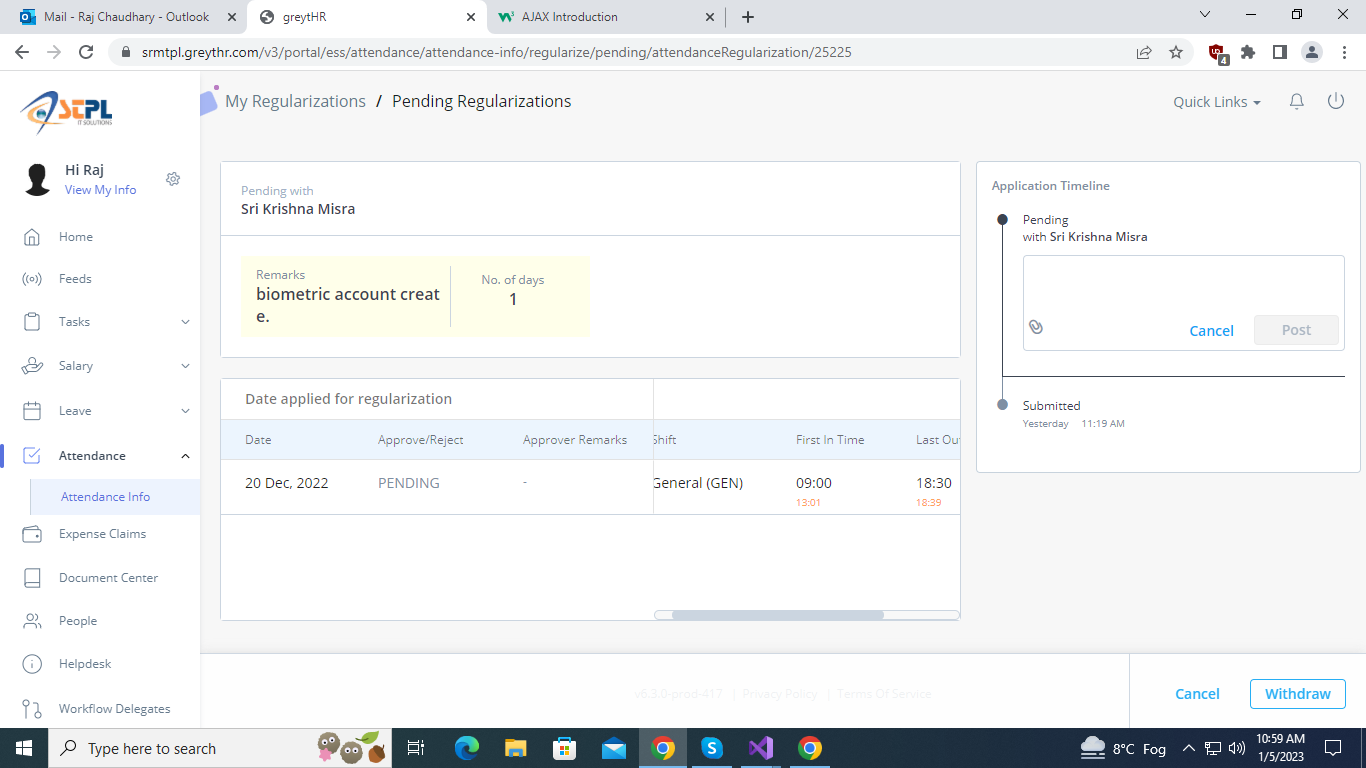 Mail - Raj Chaudhary - Outlook
greytHR
AJAX Introduction
srmtpl.greythr.com/v3/portal/ess/attendance/attendance-info/regularize/pending/attendanceRegularization/25225
4
STPL
IT SOLUTIONS
My Regularizations / Pending Regularizations
Quick Links
Hi Raj
View My Info
Home
Feeds
Tasks
Salary
Leave
Attendance
Attendance Info
Expense Claims
Document Center
People
Helpdesk
Workflow Delegates
Pending with
Sri Krishna Misra
Remarks
biometric account creat
e.
No. of days
1
Date applied for regularization
Date Approve/Reject Approver Remarks Shift First In Time Last Ou
20 Dec, 2022 PENDING - General (GEN) 09:00 18:30
13:01 18:39
Application Timeline
Pending
with Sri Krishna Misra
Cancel Post
Submitted
Yesterday 11:19 AM
v6.3.0-prod-417 | Privacy Policy | Terms Of Service
Cancel Withdraw
Type here to search
8°C Fog
10:59 AM
1/5/2023